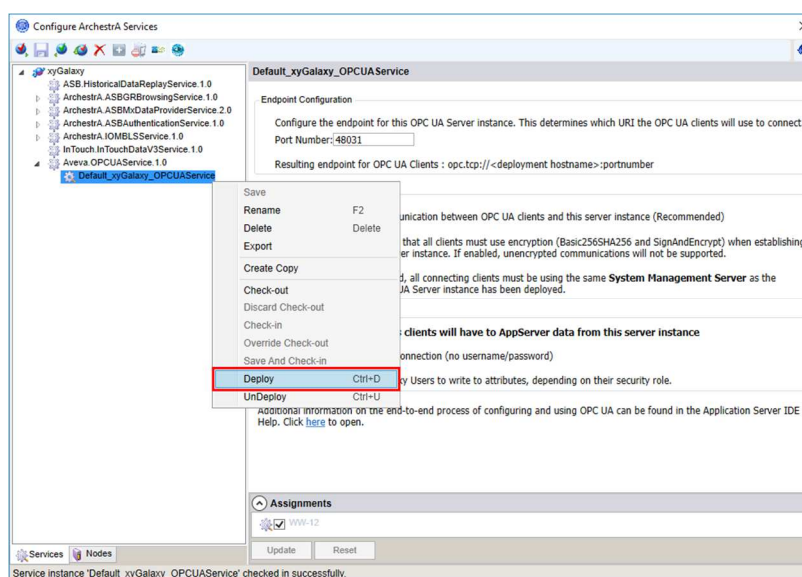 Configure ArchestrA Services
xyGalaxy
ASB.HistoricalDataReplayService.1.0
ArchestrA.ASBGRBrowsingService.1.0
ArchestrA.ASBMxDataProviderService.2.0
ArchestrA.ASBAuthenticationService.1.0
ArchestrA.IOMBLSService.1.0
InTouch.InTouchDataV3Service.1.0
Aveva.OPCUAService.1.0
Default_xyGalaxy_OPCUAService
Default_xyGalaxy_OPCUAService
Endpoint Configuration
Configure the endpoint for this OPC UA Server instance. This determines which URI the OPC UA clients will use to connect.
Port Number: 48031
Resulting endpoint for OPC UA Clients : opc.tcp://<deployment hostname>:portnumber
Save
Rename F2
Delete Delete
Export
Create Copy
Check-out
Discard Check-out
Check-in
Override Check-out
Save And Check-in
Deploy Ctrl+D
UnDeploy Ctrl+U
unication between OPC UA clients and this server instance (Recommended)
that all clients must use encryption (Basic256SHA256 and SignAndEncrypt) when establishing
er instance. If enabled, unencrypted communications will not be supported.
d, all connecting clients must be using the same System Management Server as the
UA Server instance has been deployed.
clients will have to AppServer data from this server instance
onnection (no username/password)
y Users to write to attributes, depending on their security role.
Additional information on the end-to-end process of configuring and using OPC UA can be found in the Application Server IDE
Help. Click here to open.
Assignments
WW-12
Update Reset
Services Nodes
Service instance 'Default_xyGalaxy_OPCUAService' checked in successfully.